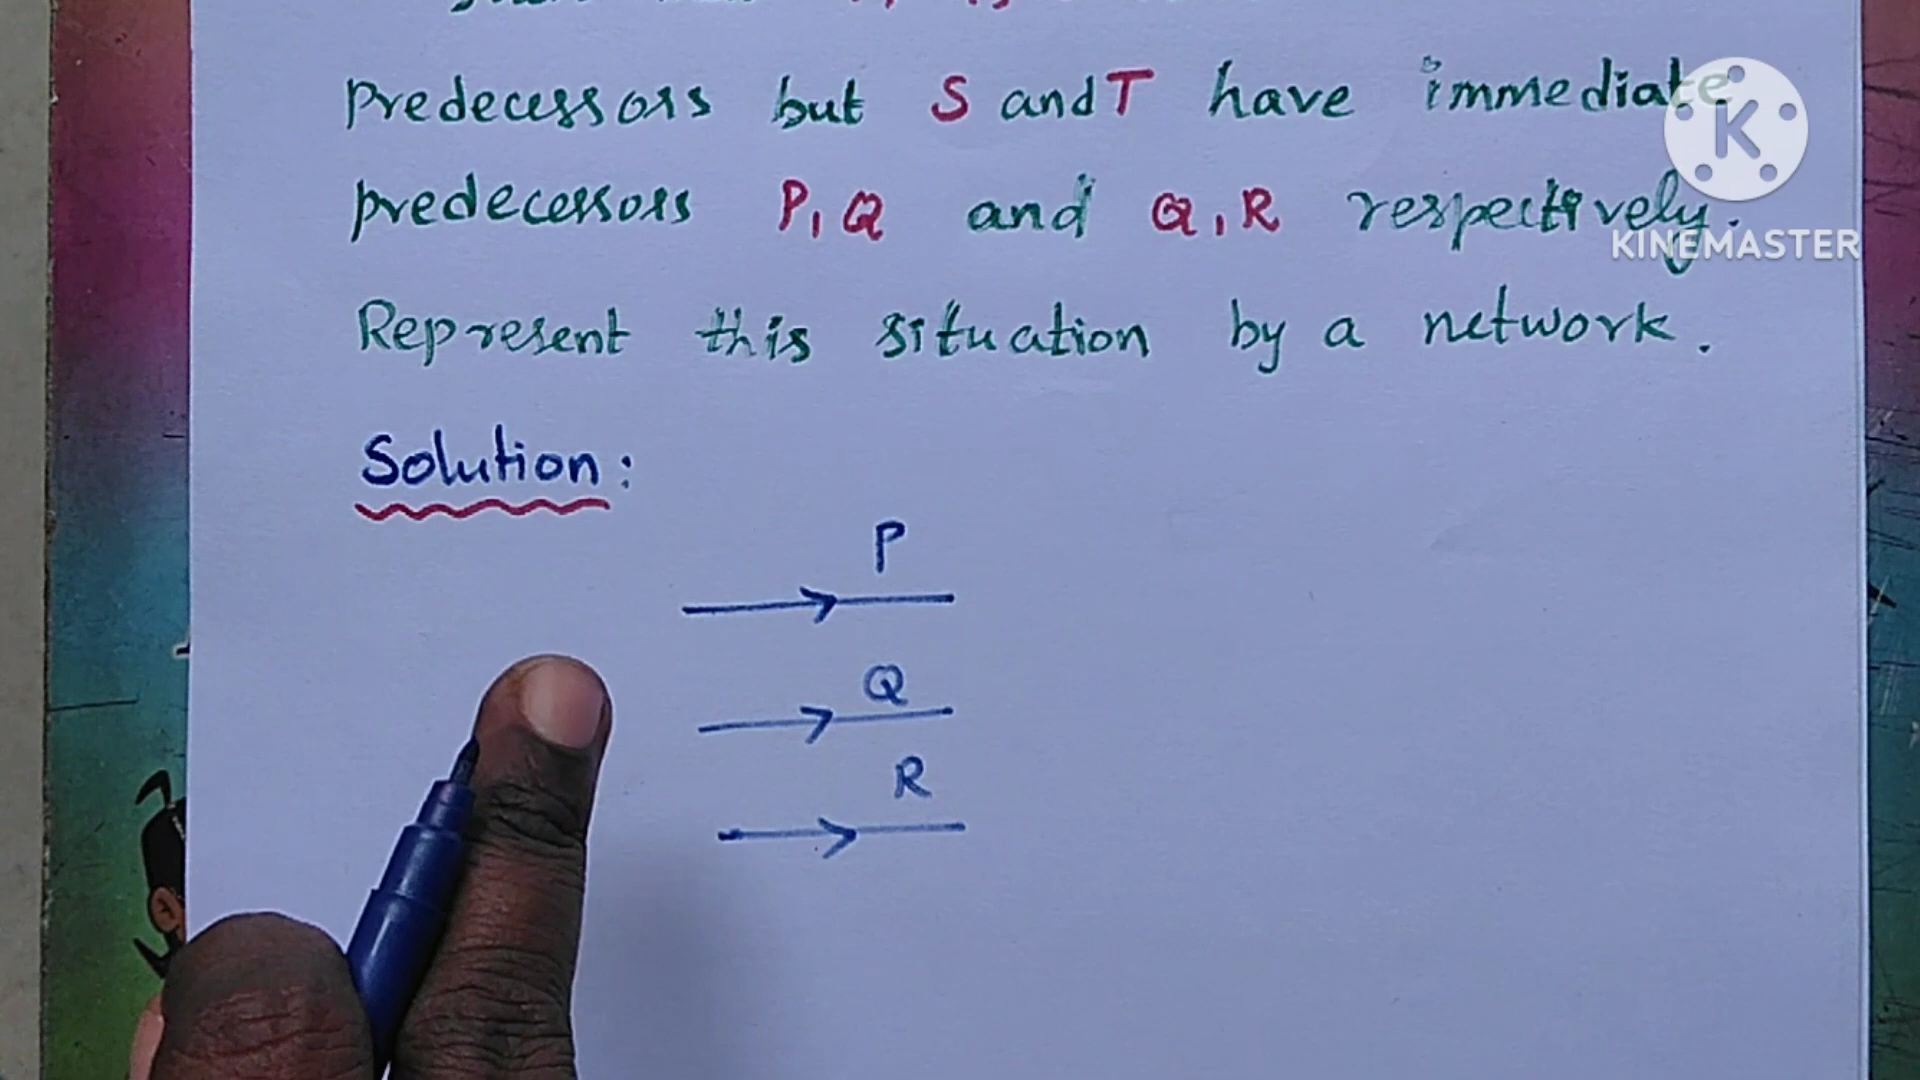 predecessors but S and T have immediate
predecessors P, Q and Q, R respectively.
Represent this situation by a network.
Solution:
P
Q
R
K
KINEMASTER